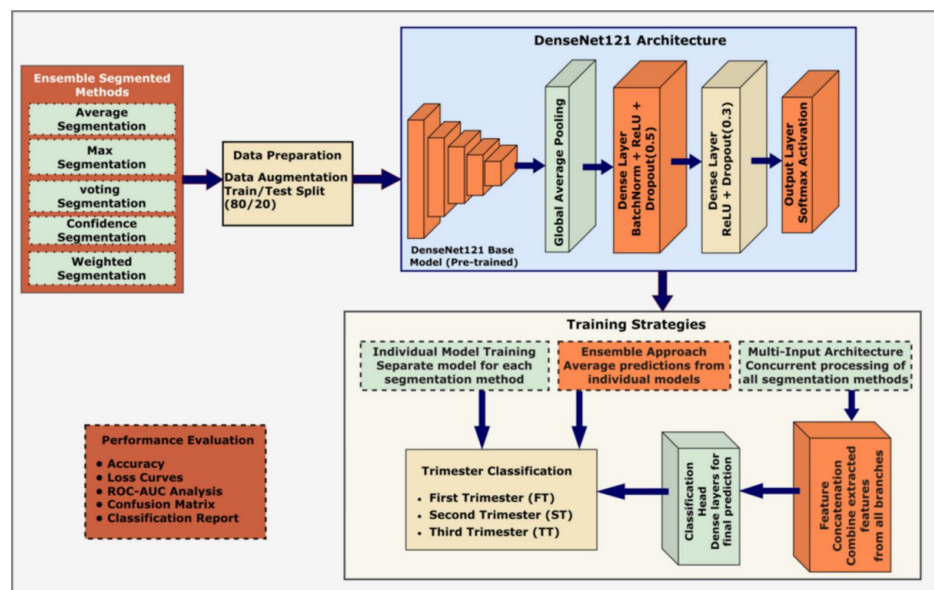 Ensemble Segmented
Methods
Average
Segmentation
Max
Segmentation
voting
Segmentation
Confidence
Segmentation
Weighted
Segmentation
Data Preparation
Data Augmentation
Train/Test Split
(80/20)
DenseNet121 Architecture
DenseNet121 Base
Model (Pre-trained)
Global Average Pooling
Dense Layer
BatchNorm + ReLU +
Dropout(0.5)
Dense Layer
ReLU + Dropout(0.3)
Output Layer
Softmax Activation
Training Strategies
Individual Model Training
Separate model for each
segmentation method
Ensemble Approach
Average predictions from
individual models
Multi-Input Architecture
Concurrent processing of
all segmentation methods
Trimester Classification
• First Trimester (FT)
• Second Trimester (ST)
• Third Trimester (TT)
Classification
Head
Dense layers for
final prediction
Feature
Concatenation
Combine extracted
features
from all branches
Performance Evaluation
• Accuracy
• Loss Curves
• ROC-AUC Analysis
• Confusion Matrix
• Classification Report